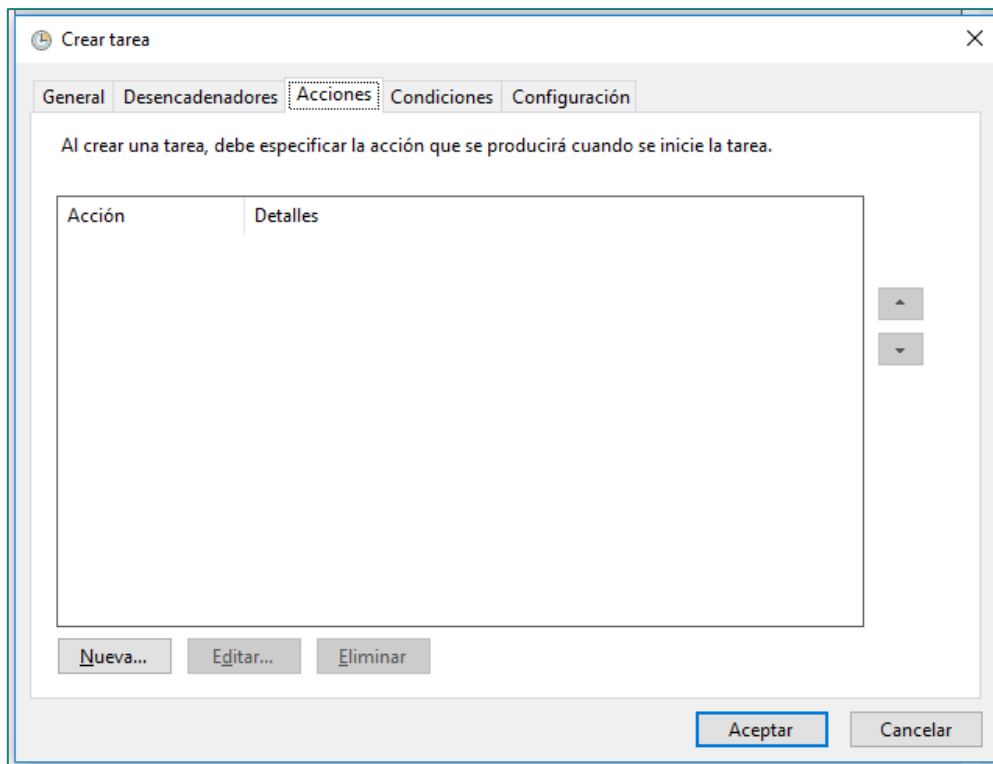 Crear tarea
General Desencadenadores Acciones Condiciones Configuración
Al crear una tarea, debe especificar la acción que se producirá cuando se inicie la tarea.
Acción Detalles
Nueva... Editar... Eliminar
Aceptar Cancelar